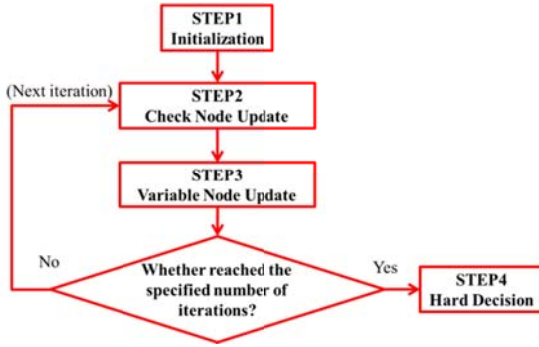 STEP1
Initialization
(Next iteration)
STEP2
Check Node Update
STEP3
Variable Node Update
No
Whether reached the
specified number of
iterations?
Yes
STEP4
Hard Decision